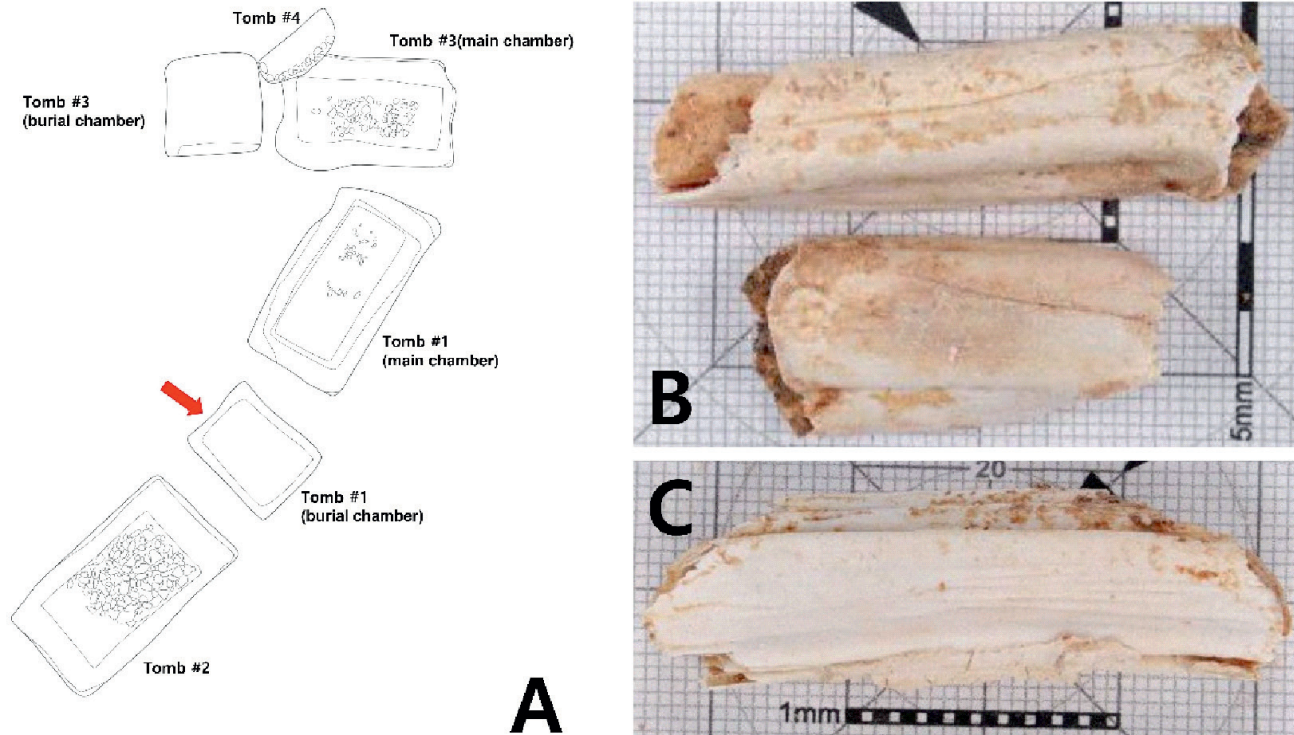 Tomb #4
Tomb #3(main chamber)
Tomb #3
(burial chamber)
Tomb #1
(main chamber)
Tomb #1
(burial chamber)
Tomb #2
A
B
5mm
C
20
1mm